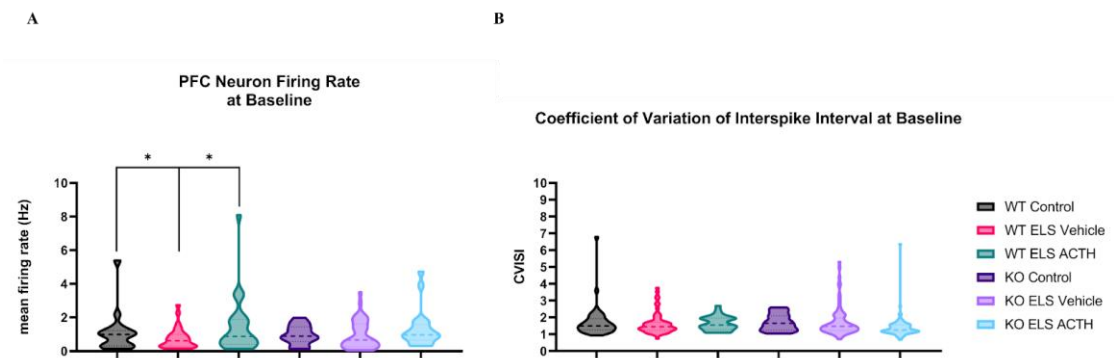 A
B
PFC Neuron Firing Rate
at Baseline
Coefficient of Variation of Interspike Interval at Baseline
* *
mean firing rate (Hz)
10
8
6
4
2
0
CVISI
10
9
8
7
6
5
4
3
2
1
0
WT Control
WT ELS Vehicle
WT ELS ACTH
KO Control
KO ELS Vehicle
KO ELS ACTH